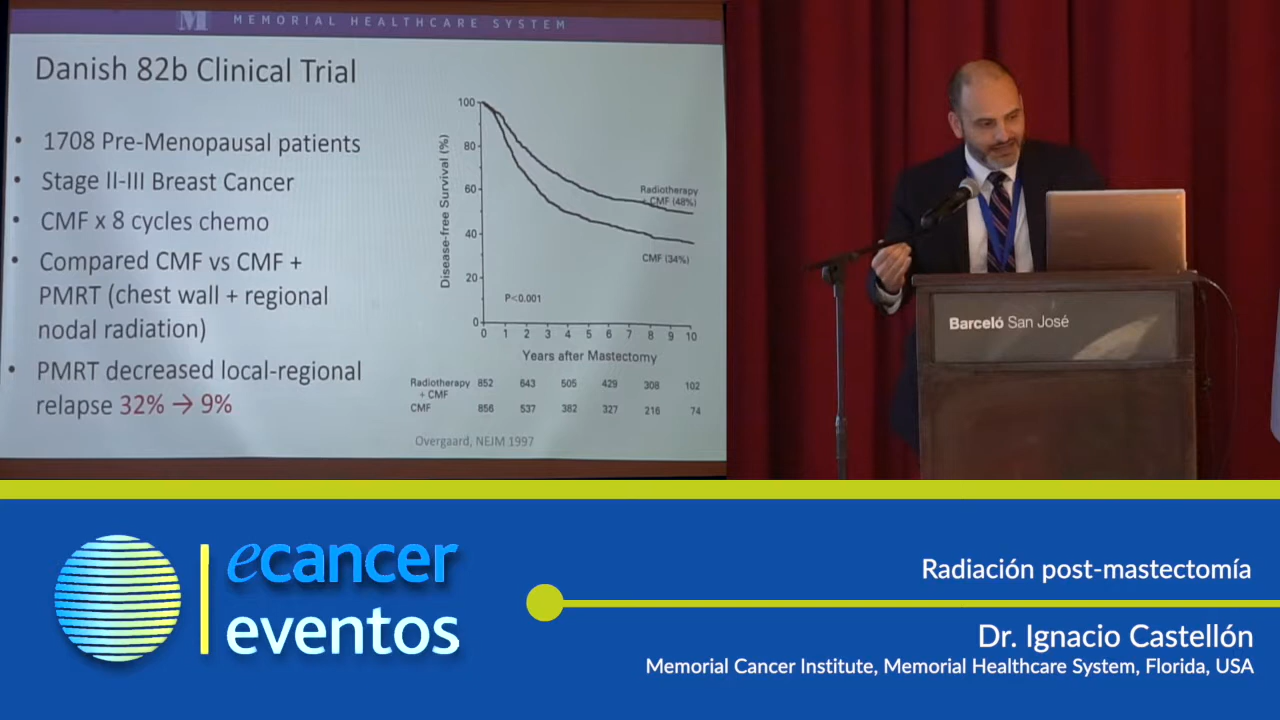 M MEMORIAL HEALTHCARE SYSTEM
Danish 82b Clinical Trial
• 1708 Pre-Menopausal patients
• Stage II-III Breast Cancer
• CMF x 8 cycles chemo
• Compared CMF vs CMF +
PMRT (chest wall + regional
nodal radiation)
• PMRT decreased local-regional
relapse 32% → 9%
Disease-free Survival (%)
100
80
60
40
20
0
Radiotherapy
+ CMF (48%)
CMF (34%)
P<0.001
0 1 2 3 4 5 6 7 8 9 10
Years after Mastectomy
Radiotherapy 852 643 505 429 308 102
+ CMF
CMF 856 537 382 327 216 74
Overgaard, NEJM 1997
Barceló San José
ecancer
eventos
Radiación post-mastectomía
Dr. Ignacio Castellón
Memorial Cancer Institute, Memorial Healthcare System, Florida, USA